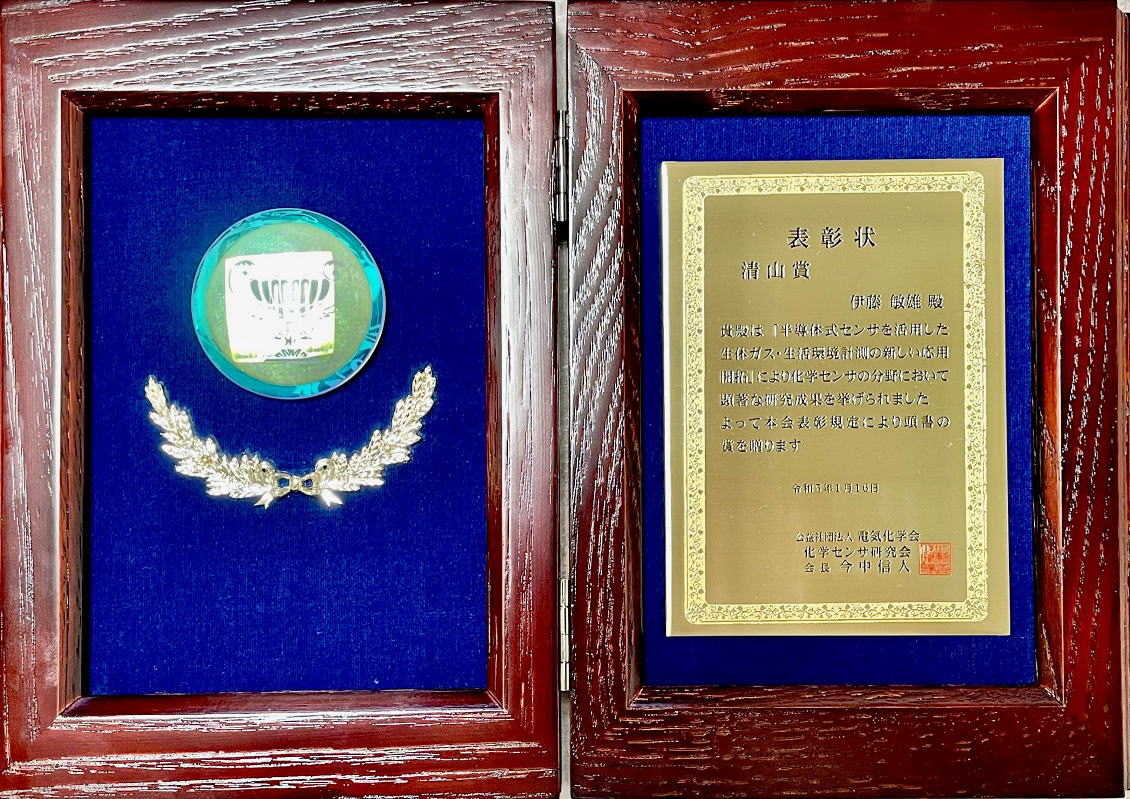 表彰状
清山賞
伊藤 敏雄 殿
貴殿は「半導体式センサを活用した
生体ガス・生活環境計測の新しい応用
開拓」により化学センサの分野において
顕著な研究成果を挙げられました
よって本会表彰規定により頭書の
賞を贈ります
令和5年1月16日
公益社団法人 電気化学会
化学センサ研究会
会長 今中信人